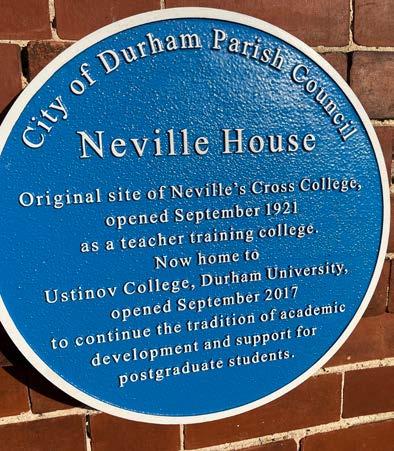 City of Durham Parish Council
Neville House
Original site of Neville's Cross College,
opened September 1921
as a teacher training college.
Now home to
Ustinov College, Durham University,
opened September 2017
to continue the tradition of academic
development and support for
postgraduate students.